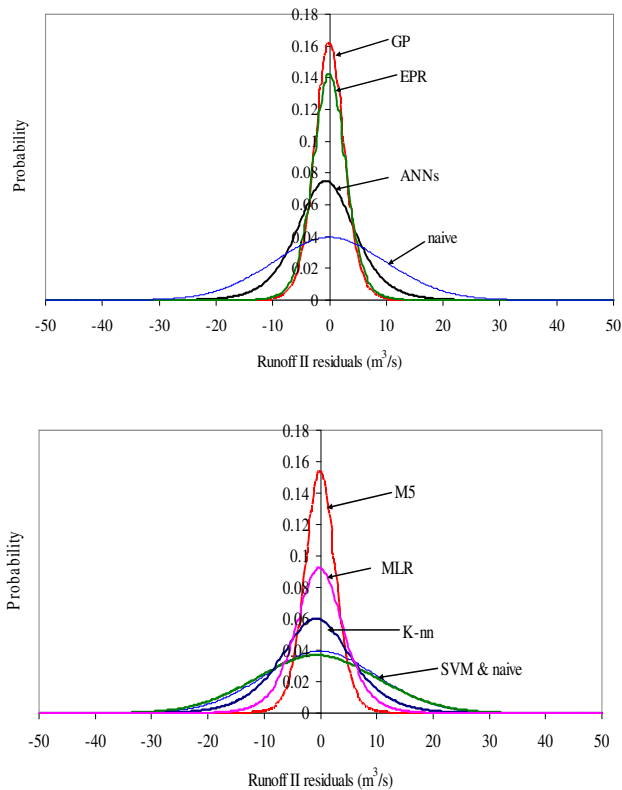 0.18
0.16
0.14
0.12
0.1
0.08
0.06
0.04
0.02
0
GP
EPR
ANNs
naive
Probability
-50 -40 -30 -20 -10 0 10 20 30 40 50
Runoff II residuals (m³/s)
0.18
0.16
0.14
0.12
0.1
0.08
0.06
0.04
0.02
0
M5
MLR
K-nn
SVM & naive
Probability
-50 -40 -30 -20 -10 0 10 20 30 40 50
Runoff II residuals (m³/s)